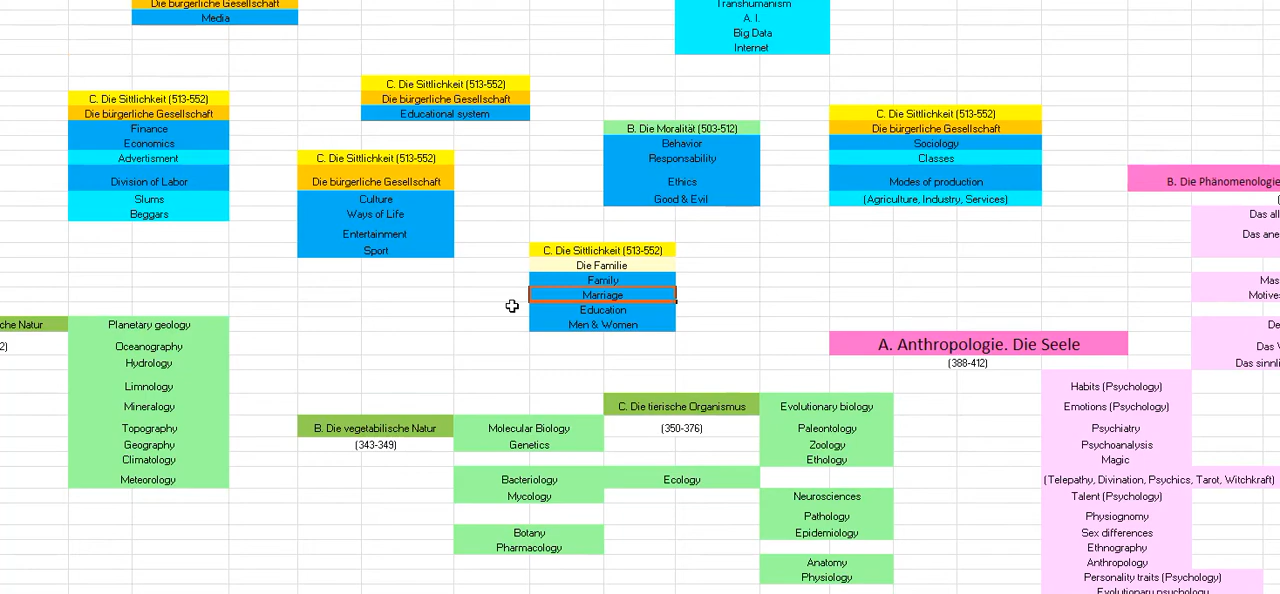 Die bürgerliche Gesellschaft
Media
Transhumanism
A. I.
Big Data
Internet
C. Die Sittlichkeit (513-552)
Die bürgerliche Gesellschaft
Finance
Economics
Advertisment
Division of Labor
Slums
Beggars
C. Die Sittlichkeit (513-552)
Die bürgerliche Gesellschaft
Educational system
C. Die Sittlichkeit (513-552)
Die bürgerliche Gesellschaft
Culture
Ways of Life
Entertainment
Sport
B. Die Moralität (503-512)
Behavior
Responsability
Ethics
Good & Evil
C. Die Sittlichkeit (513-552)
Die bürgerliche Gesellschaft
Sociology
Classes
Modes of production
(Agriculture, Industry, Services)
C. Die Sittlichkeit (513-552)
Die Familie
Family
Marriage
Education
Men & Women
B. Die Phänomenologie
(
Das all
Das ane
Mas
Motives
De
Das V
Das sinnli
che Natur
2)
Planetary geology
Oceanography
Hydrology
Limnology
Mineralogy
Topography
Geography
Climatology
Meteorology
B. Die vegetabilische Natur
(343-349)
Molecular Biology
Genetics
Bacteriology
Mycology
Botany
Pharmacology
C. Die tierische Organismus
(350-376)
Ecology
Evolutionary biology
Paleontology
Zoology
Ethology
Neurosciences
Pathology
Epidemiology
Anatomy
Physiology
A. Anthropologie. Die Seele
(388-412)
Habits (Psychology)
Emotions (Psychology)
Psychiatry
Psychoanalysis
Magic
(Telepathy, Divination, Psychics, Tarot, Witchkraft)
Talent (Psychology)
Physiognomy
Sex differences
Ethnography
Anthropology
Personality traits (Psychology)
Evolutionary psychology